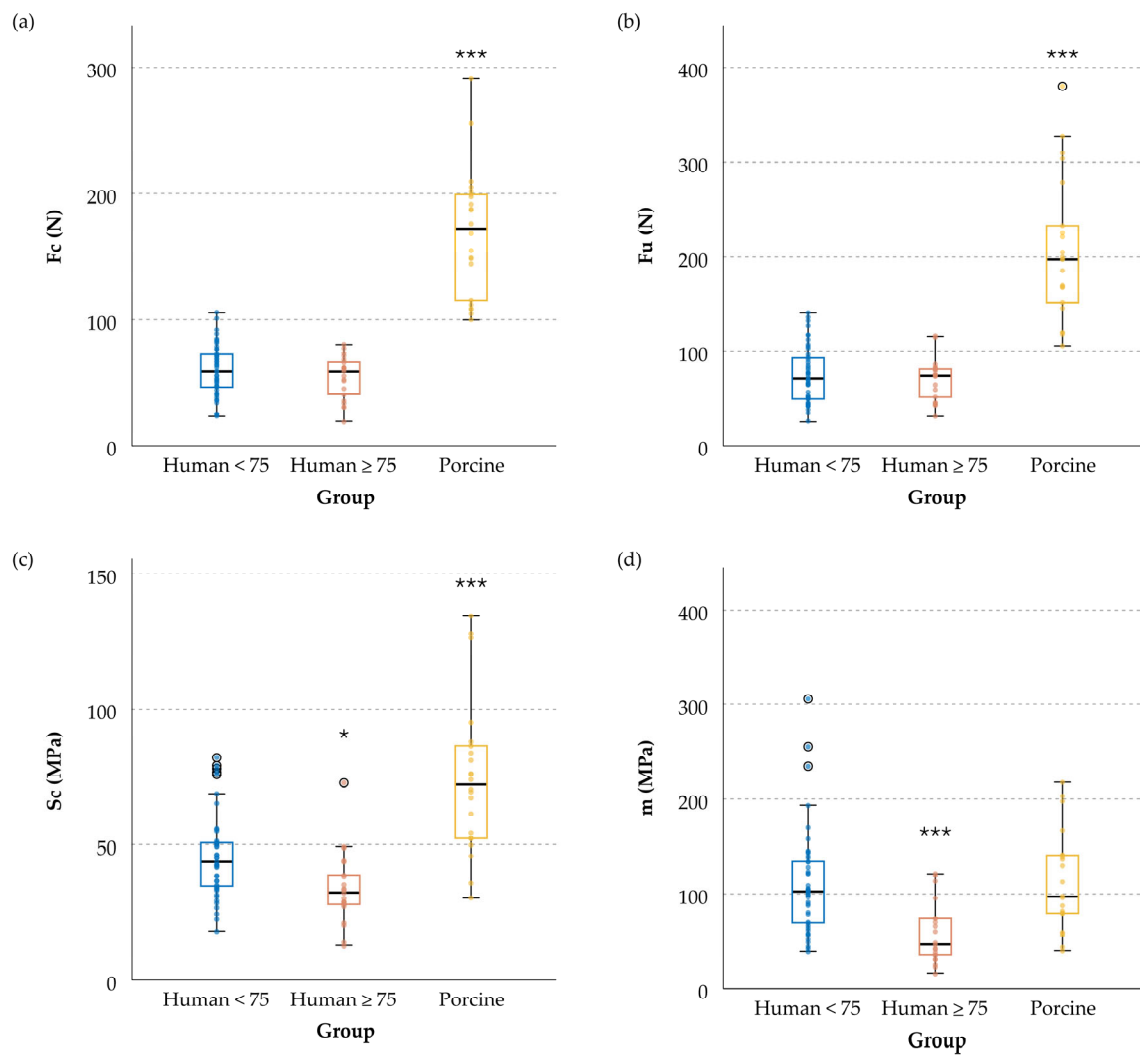 (a)
***
300
200
100
0
Fc (N)
Human < 75 Human ≥ 75 Porcine
Group
(b)
***
400
300
200
100
0
Fu (N)
Human < 75 Human ≥ 75 Porcine
Group
(c)
150
***
100
*
50
0
Sc (MPa)
Human < 75 Human ≥ 75 Porcine
Group
(d)
400
300
200
***
100
0
m (MPa)
Human < 75 Human ≥ 75 Porcine
Group